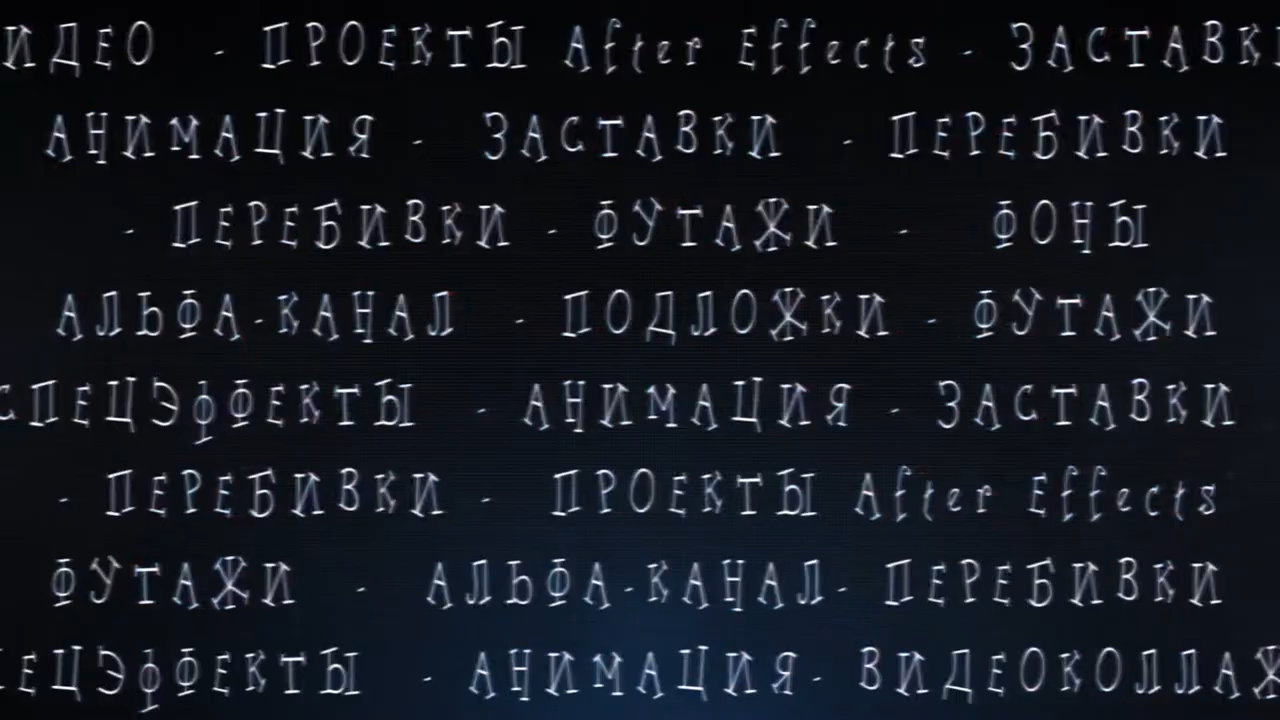 ИДЕО - ПРОЕКТЫ After Effects - ЗАСТАВК
АНИМАЦИЯ - ЗАСТАВКИ - ПЕРЕБИВКИ
- ПЕРЕБИВКИ - ФУТАЖИ - ФОНЫ
АЛЬФА-КАНАЛ - ПОДЛОЖКИ - ФУТАЖИ
СПЕЦЭФФЕКТЫ - АНИМАЦИЯ - ЗАСТАВКИ
- ПЕРЕБИВКИ - ПРОЕКТЫ After Effects
ФУТАЖИ - АЛЬФА-КАНАЛ- ПЕРЕБИВКИ
ЕЦЭФФЕКТЫ - АНИМАЦИЯ- ВИДЕОКОЛЛАЖ